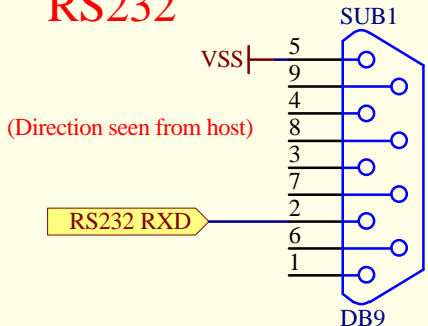 RS232
SUB1
VSS
5
9
4
(Direction seen from host)
8
3
7
RS232 RXD
2
6
1
DB9